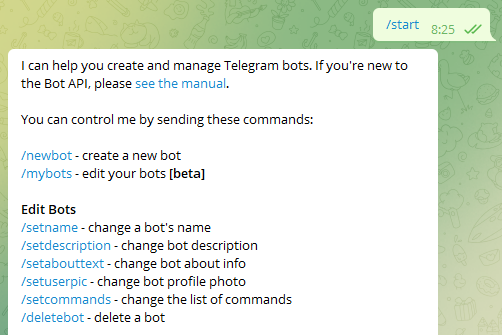 /start 8:25
I can help you create and manage Telegram bots. If you're new to
the Bot API, please see the manual.
You can control me by sending these commands:
/newbot - create a new bot
/mybots - edit your bots [beta]
Edit Bots
/setname - change a bot's name
/setdescription - change bot description
/setabouttext - change bot about info
/setuserpic - change bot profile photo
/setcommands - change the list of commands
/deletebot - delete a bot